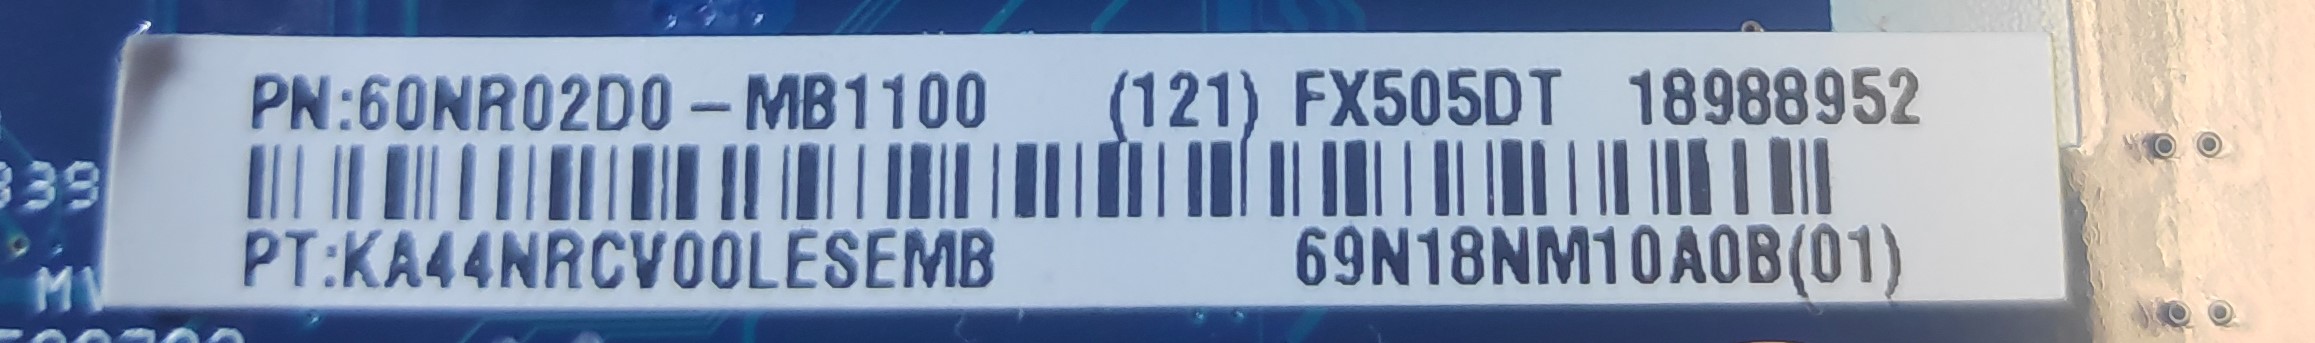 PN:60NR02D0-MB1100 (121) FX505DT 18988952
PT:KA44NRCV00LESEMB 69N18NM10A0B(01)